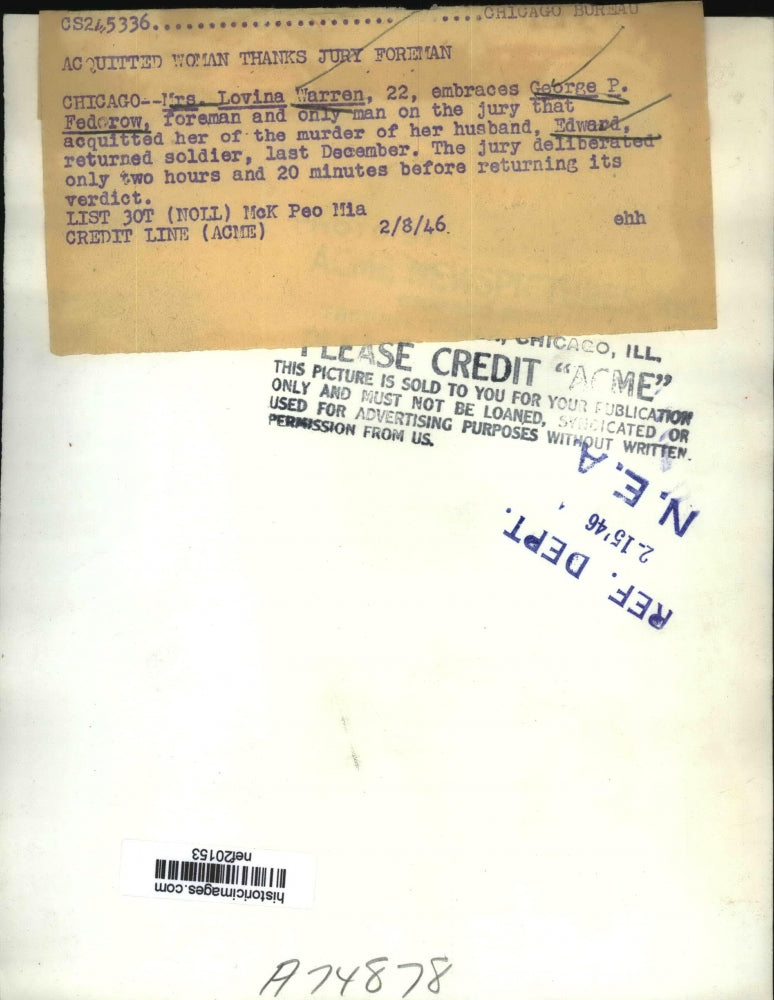 CS245336....................................CHICAGO BUREAU
ACQUITTED WOMAN THANKS JURY FOREMAN
CHICAGO--Mrs. Lovina Warren, 22, embraces George P.
Federow, foreman and only man on the jury that
acquitted her of the murder of her husband, Edward,
returned soldier, last December. The jury deliberated
only two hours and 20 minutes before returning its
verdict.
LIST 30T (NOLL) McK Peo Mia
CREDIT LINE (ACME) 2/8/46 ehh
CHICAGO, ILL.
PLEASE CREDIT "ACME"
THIS PICTURE IS SOLD TO YOU FOR YOUR PUBLICATION
ONLY AND MUST NOT BE LOANED, SYNDICATED OR
USED FOR ADVERTISING PURPOSES WITHOUT WRITTEN
PERMISSION FROM US.
REF. DEPT.
2-15'46
N.E.A
historicimages.com
nef20153
A74878